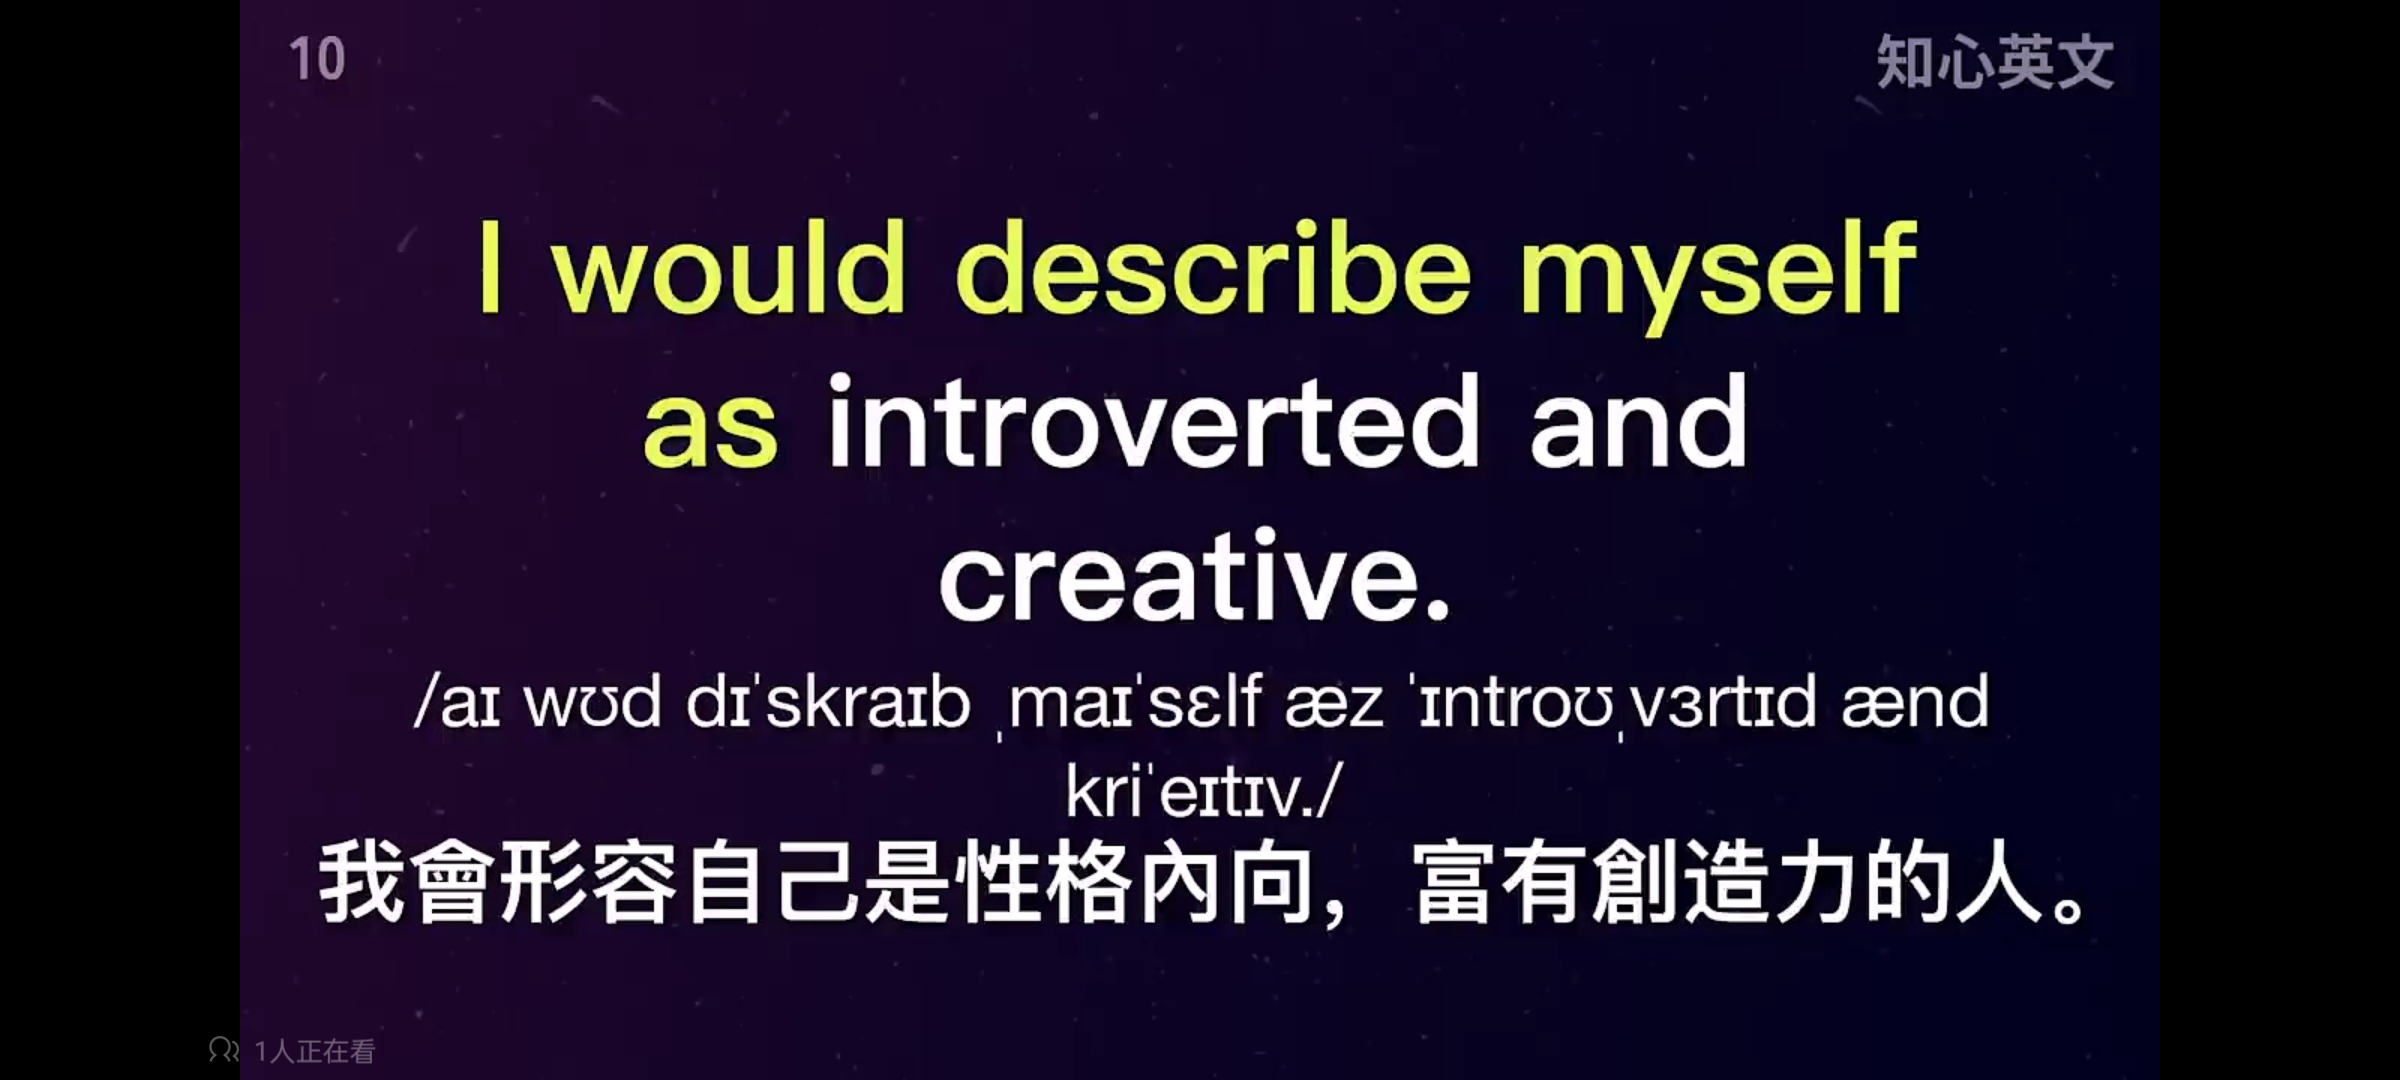 10
知心英文
I would describe myself
as introverted and
creative.
/aɪ wʊd dɪˈskraɪb ˌmaɪˈsɛlf æz ˈɪntroʊˌvɜrtɪd ænd
kriˈeɪtɪv./
我會形容自己是性格內向，富有創造力的人。
1人正在看